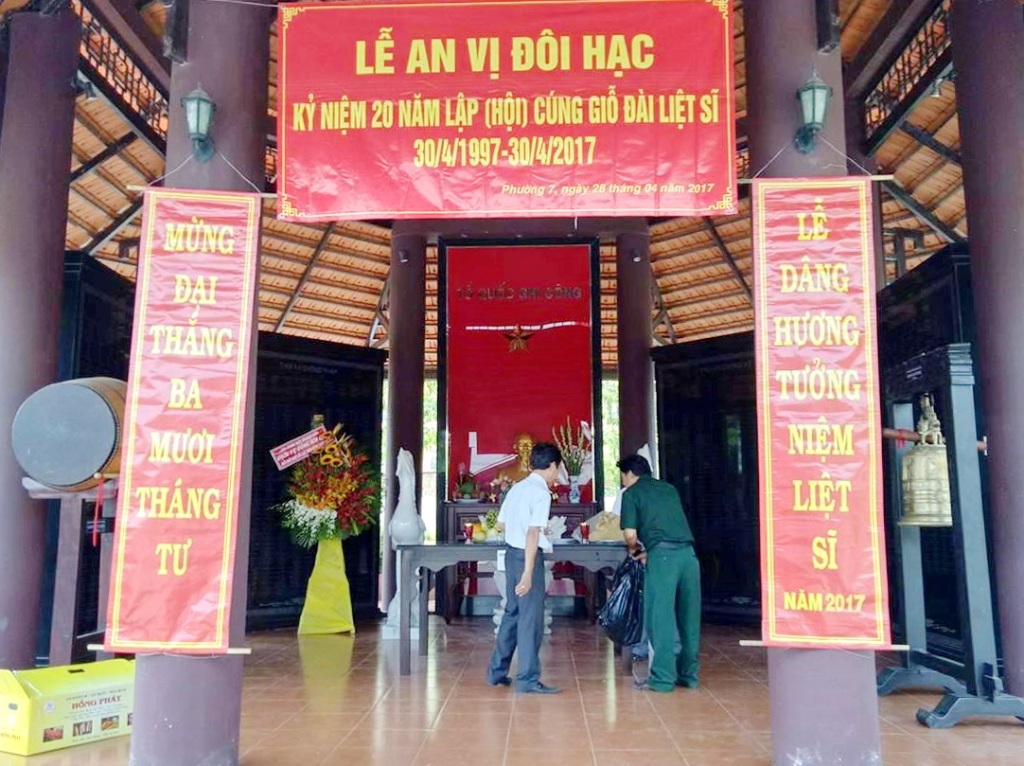 LỄ AN VỊ ĐÔI HẠC
KỶ NIỆM 20 NĂM LẬP (HỘI) CÚNG GIỖ ĐÀI LIỆT SĨ
30/4/1997-30/4/2017
Phường 7, ngày 28 tháng 04 năm 2017
MỪNG
ĐẠI
THẮNG
BA
MƯƠI
THÁNG
TƯ
TỔ QUỐC GHI CÔNG
LỄ
DÂNG
HƯƠNG
TƯỞNG
NIỆM
LIỆT
SĨ
NĂM 2017
HỒNG PHÁT